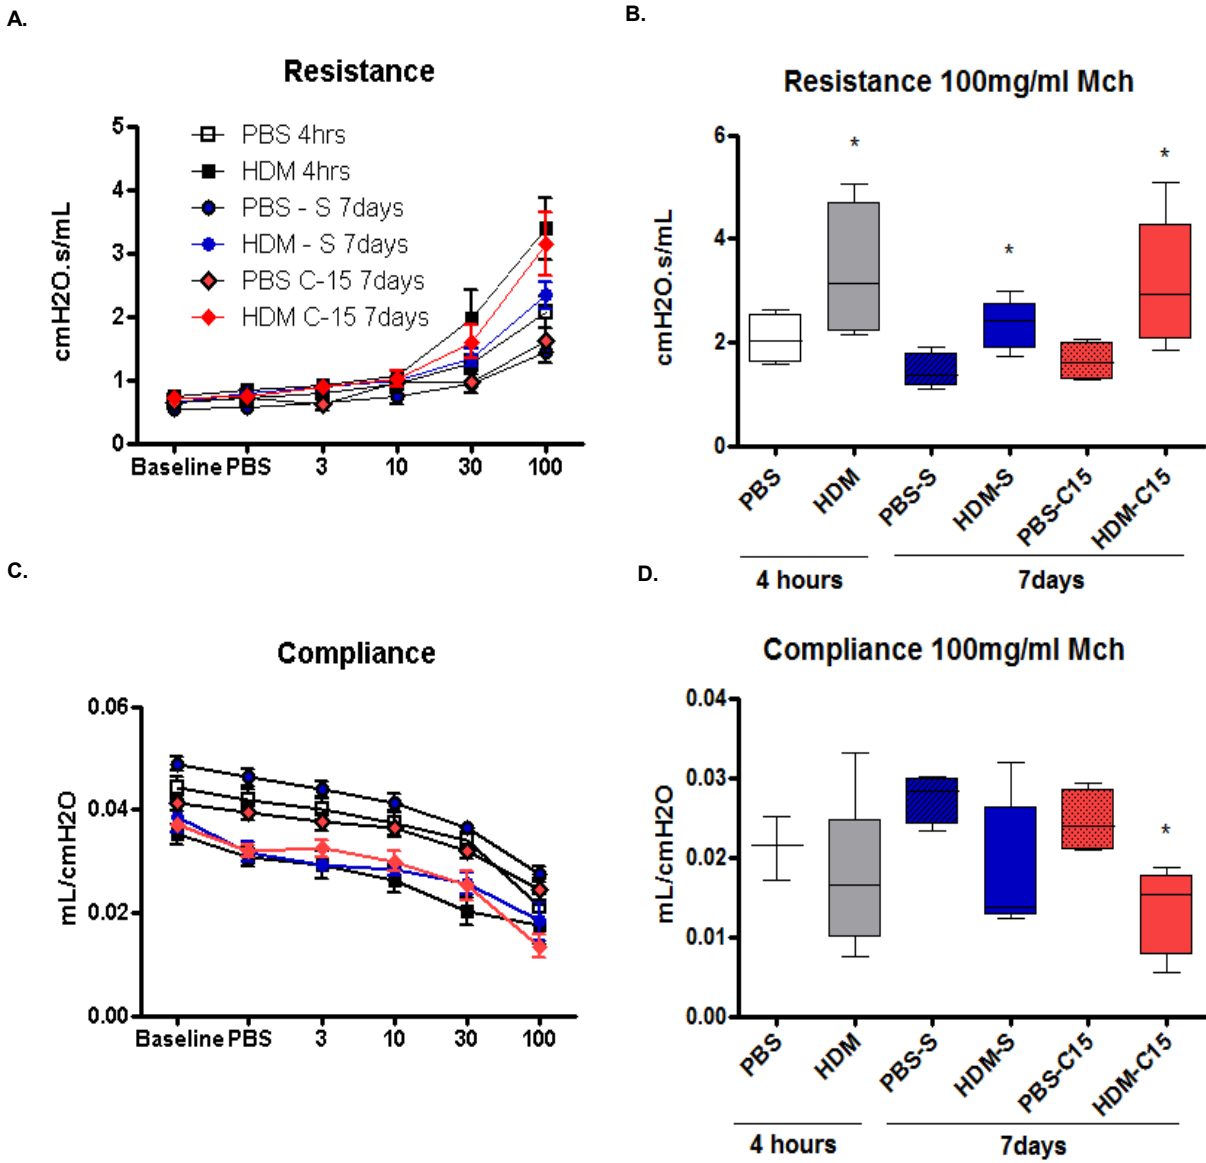 A.
Resistance
5
4
3
2
1
0
cmH2O.s/mL
PBS 4hrs
HDM 4hrs
PBS - S 7days
HDM - S 7days
PBS C-15 7days
HDM C-15 7days
Baseline PBS 3 10 30 100
B.
Resistance 100mg/ml Mch
6
4
2
0
cmH2O.s/mL
* * *
PBS HDM PBS-S HDM-S PBS-C15 HDM-C15
4 hours 7days
C.
Compliance
0.06
0.04
0.02
0.00
mL/cmH2O
Baseline PBS 3 10 30 100
D.
Compliance 100mg/ml Mch
0.04
0.03
0.02
0.01
0.00
mL/cmH2O
*
PBS HDM PBS-S HDM-S PBS-C15 HDM-C15
4 hours 7days